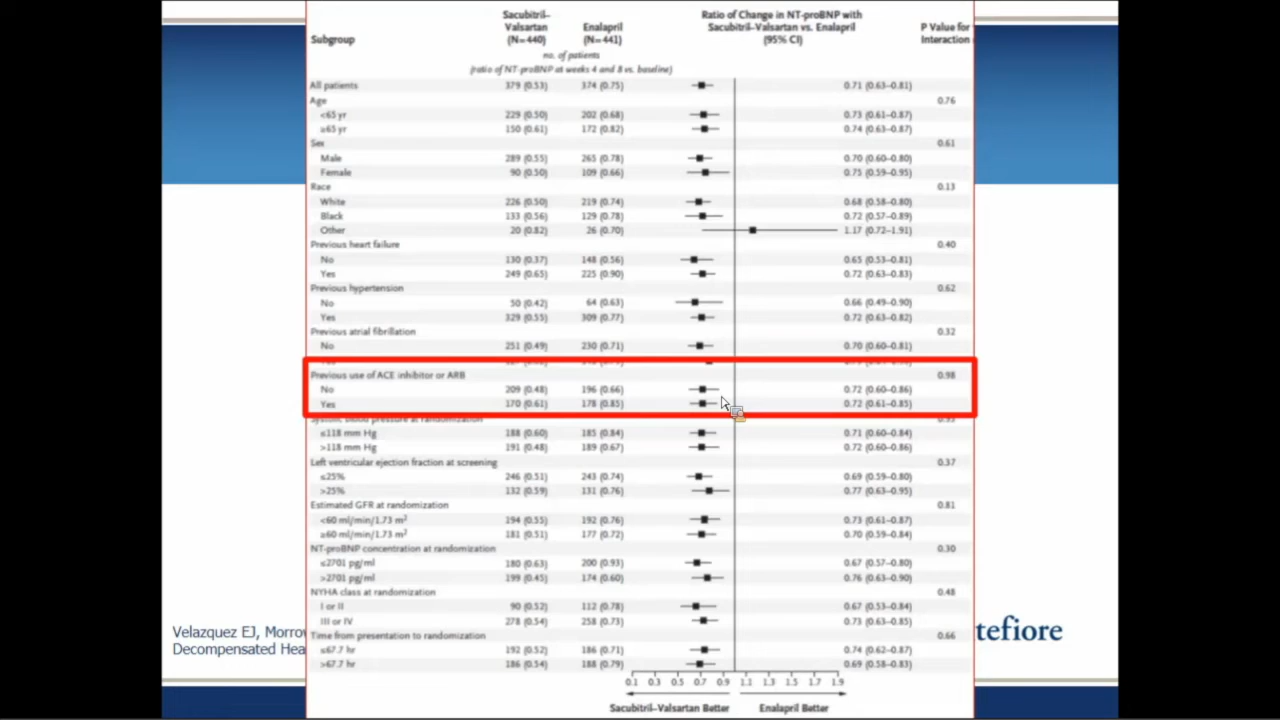 Sacubitril–
Valsartan
(N=440)
Enalapril
(N=441)
Ratio of Change in NT-proBNP with
Sacubitril–Valsartan vs. Enalapril
(95% CI)
P Value for
Interaction
Subgroup
no. of patients
(ratio of NT-proBNP at weeks 4 and 8 vs. baseline)
All patients 379 (0.53) 374 (0.75) 0.71 (0.63–0.81)
Age 0.76
<65 yr 229 (0.50) 202 (0.68) 0.73 (0.61–0.87)
≥65 yr 150 (0.61) 172 (0.82) 0.74 (0.63–0.87)
Sex 0.61
Male 289 (0.55) 265 (0.78) 0.70 (0.60–0.80)
Female 90 (0.50) 109 (0.66) 0.75 (0.59–0.95)
Race 0.13
White 226 (0.50) 219 (0.74) 0.68 (0.58–0.80)
Black 133 (0.56) 129 (0.78) 0.72 (0.57–0.89)
Other 20 (0.82) 26 (0.70) 1.17 (0.72–1.91)
Previous heart failure 0.40
No 130 (0.37) 148 (0.56) 0.65 (0.53–0.81)
Yes 249 (0.65) 225 (0.90) 0.72 (0.63–0.83)
Previous hypertension 0.62
No 50 (0.42) 64 (0.63) 0.66 (0.49–0.90)
Yes 329 (0.55) 309 (0.77) 0.72 (0.63–0.82)
Previous atrial fibrillation 0.32
No 251 (0.49) 230 (0.71) 0.70 (0.60–0.81)
Previous use of ACE inhibitor or ARB 0.98
No 209 (0.48) 196 (0.66) 0.72 (0.60–0.86)
Yes 170 (0.61) 178 (0.85) 0.72 (0.61–0.85)
Systolic blood pressure at randomization
≤118 mm Hg 188 (0.60) 185 (0.84) 0.71 (0.60–0.84)
>118 mm Hg 191 (0.48) 189 (0.67) 0.72 (0.60–0.86)
Left ventricular ejection fraction at screening 0.37
≤25% 246 (0.51) 243 (0.74) 0.69 (0.59–0.80)
>25% 132 (0.59) 131 (0.76) 0.77 (0.63–0.95)
Estimated GFR at randomization 0.81
<60 ml/min/1.73 m² 194 (0.55) 192 (0.76) 0.73 (0.61–0.87)
≥60 ml/min/1.73 m² 181 (0.51) 177 (0.72) 0.70 (0.59–0.84)
NT-proBNP concentration at randomization 0.30
≤2701 pg/ml 180 (0.63) 200 (0.93) 0.67 (0.57–0.80)
>2701 pg/ml 199 (0.45) 174 (0.60) 0.76 (0.63–0.90)
NYHA class at randomization 0.48
I or II 90 (0.52) 112 (0.78) 0.67 (0.53–0.84)
III or IV 278 (0.54) 258 (0.73) 0.73 (0.63–0.85)
Time from presentation to randomization 0.66
≤67.7 hr 192 (0.52) 186 (0.71) 0.74 (0.62–0.87)
>67.7 hr 186 (0.54) 188 (0.79) 0.69 (0.58–0.83)
0.1 0.3 0.5 0.7 0.9 1.1 1.3 1.5 1.7 1.9
Sacubitril–Valsartan Better Enalapril Better
Velazquez EJ, Morrow
Decompensated Hea
tefiore